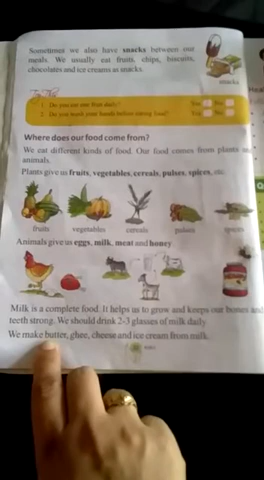 Sometimes we also have snacks between our
meals. We usually eat fruits, chips, biscuits,
chocolates and ice creams as snacks.
snacks
1. Do you eat one fruit daily? Yes No
2. Do you wash your hands before eating food? Yes No
Where does our food come from?
We eat different kinds of food. Our food comes from plants and
animals.
Plants give us fruits, vegetables, cereals, pulses, spices, etc.
fruits vegetables cereals pulses spices
Animals give us eggs, milk, meat and honey
Milk is a complete food. It helps us to grow and keeps our bones and
teeth strong. We should drink 2-3 glasses of milk daily.
We make butter, ghee, cheese and ice cream from milk.